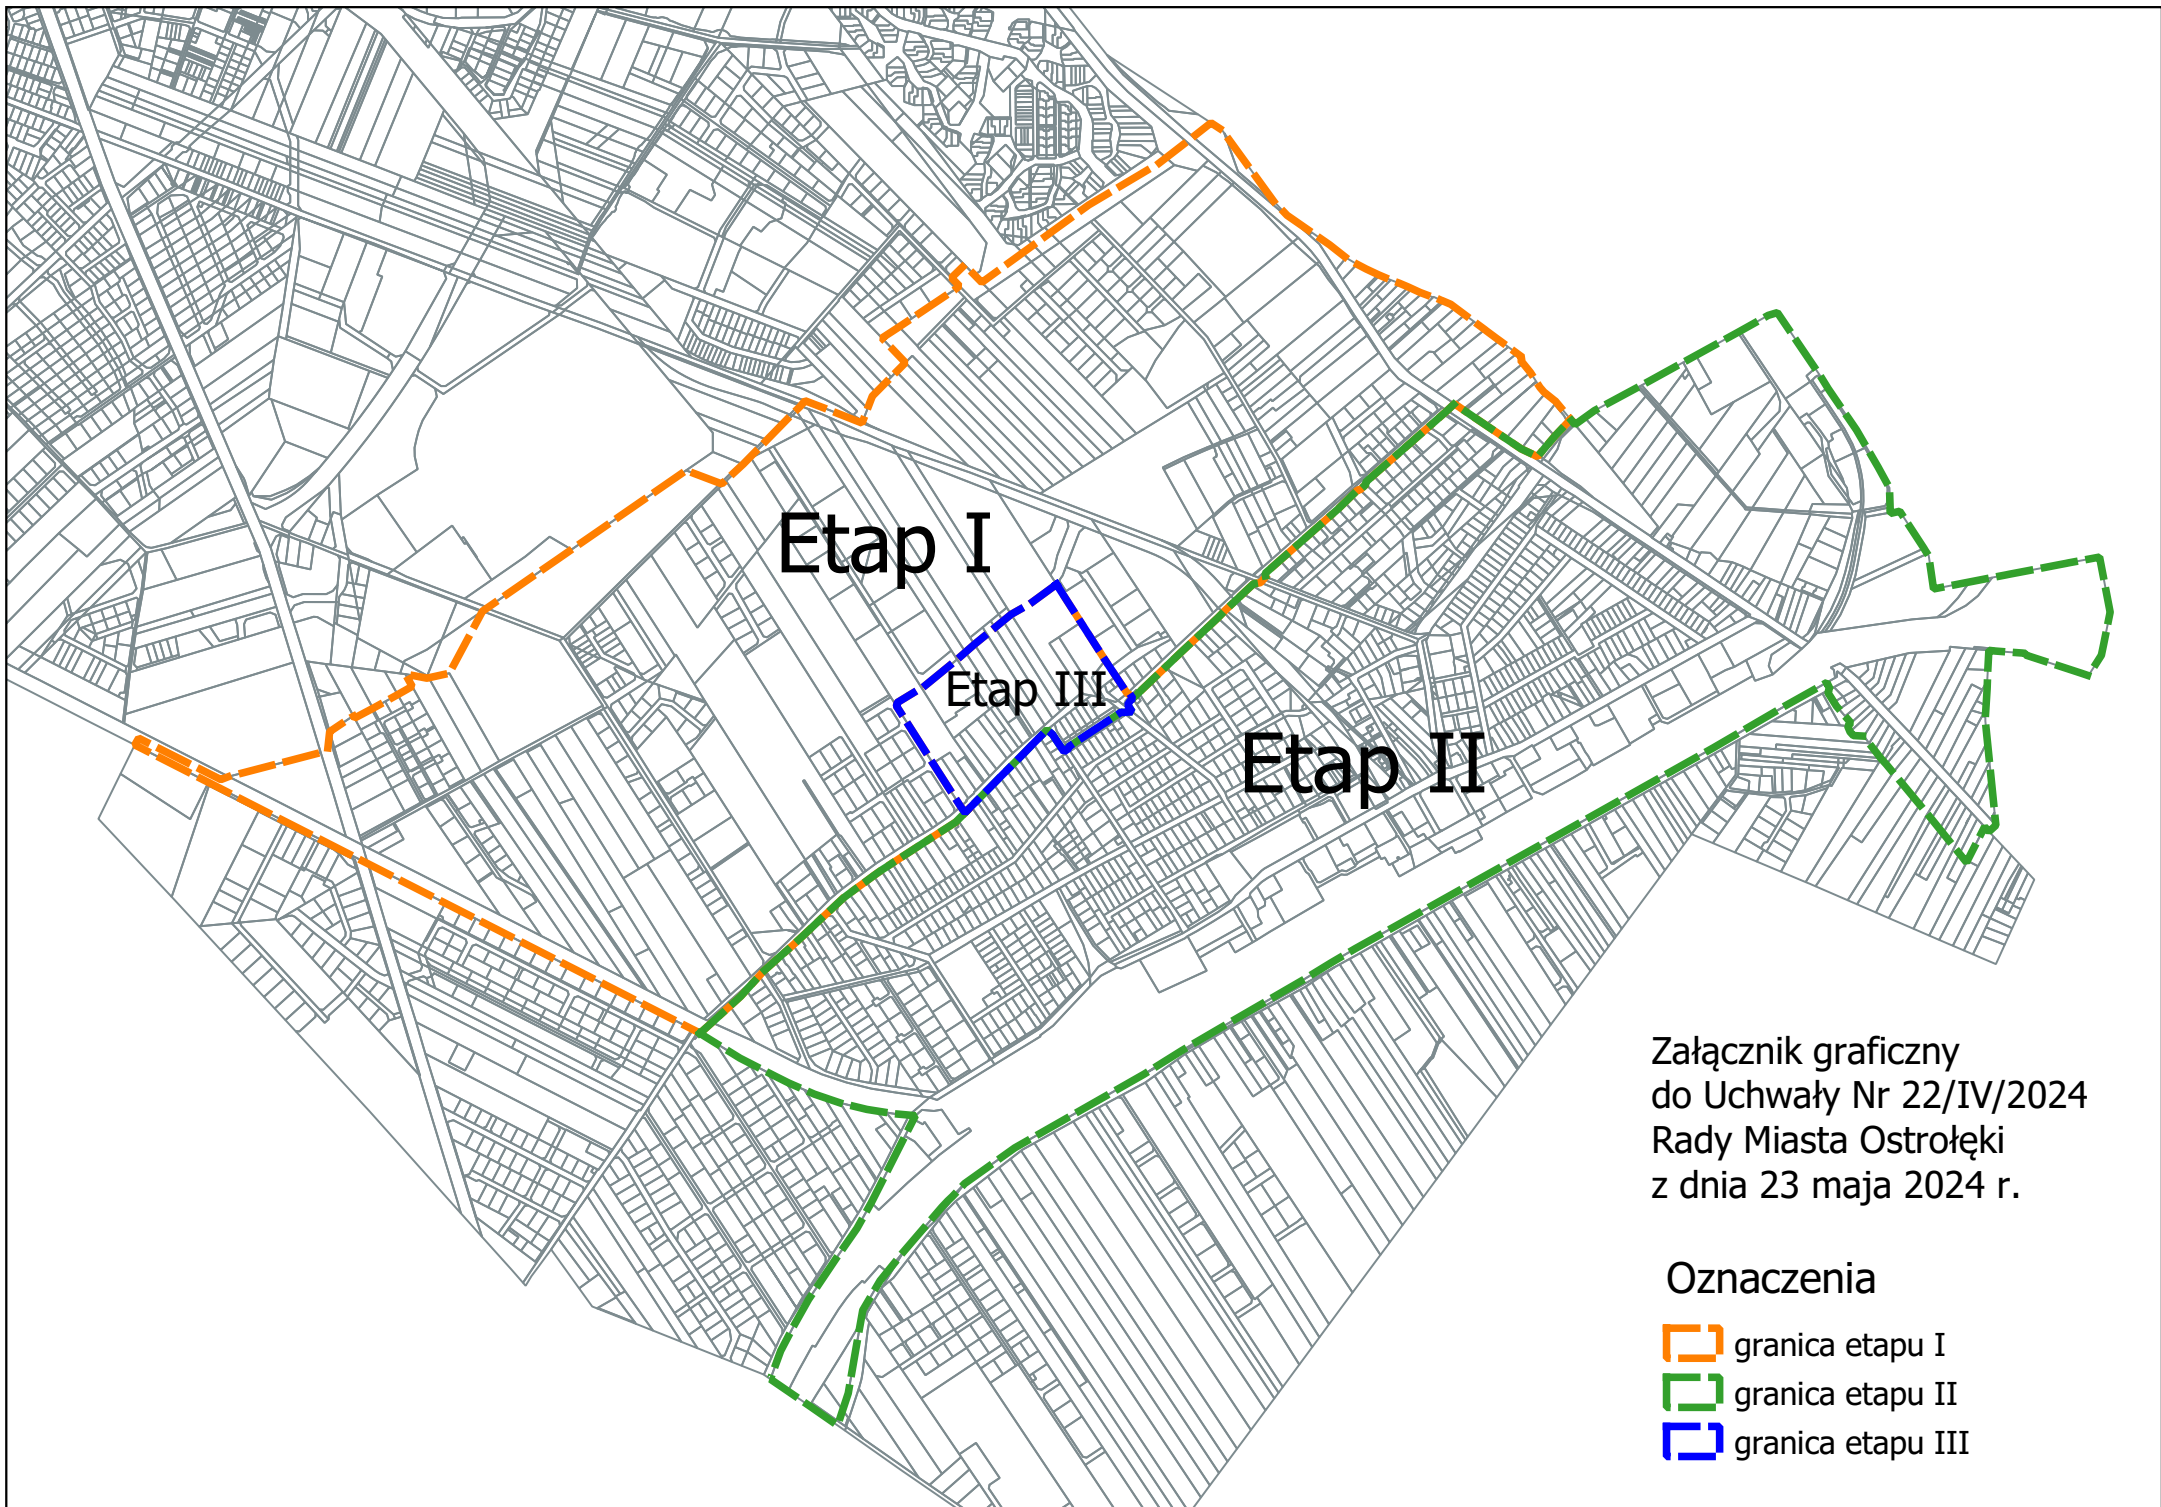 Etap I
Etap III
Etap II
Załącznik graficzny
do Uchwały Nr 22/IV/2024
Rady Miasta Ostrołęki
z dnia 23 maja 2024 r.
Oznaczenia
granica etapu I
granica etapu II
granica etapu III